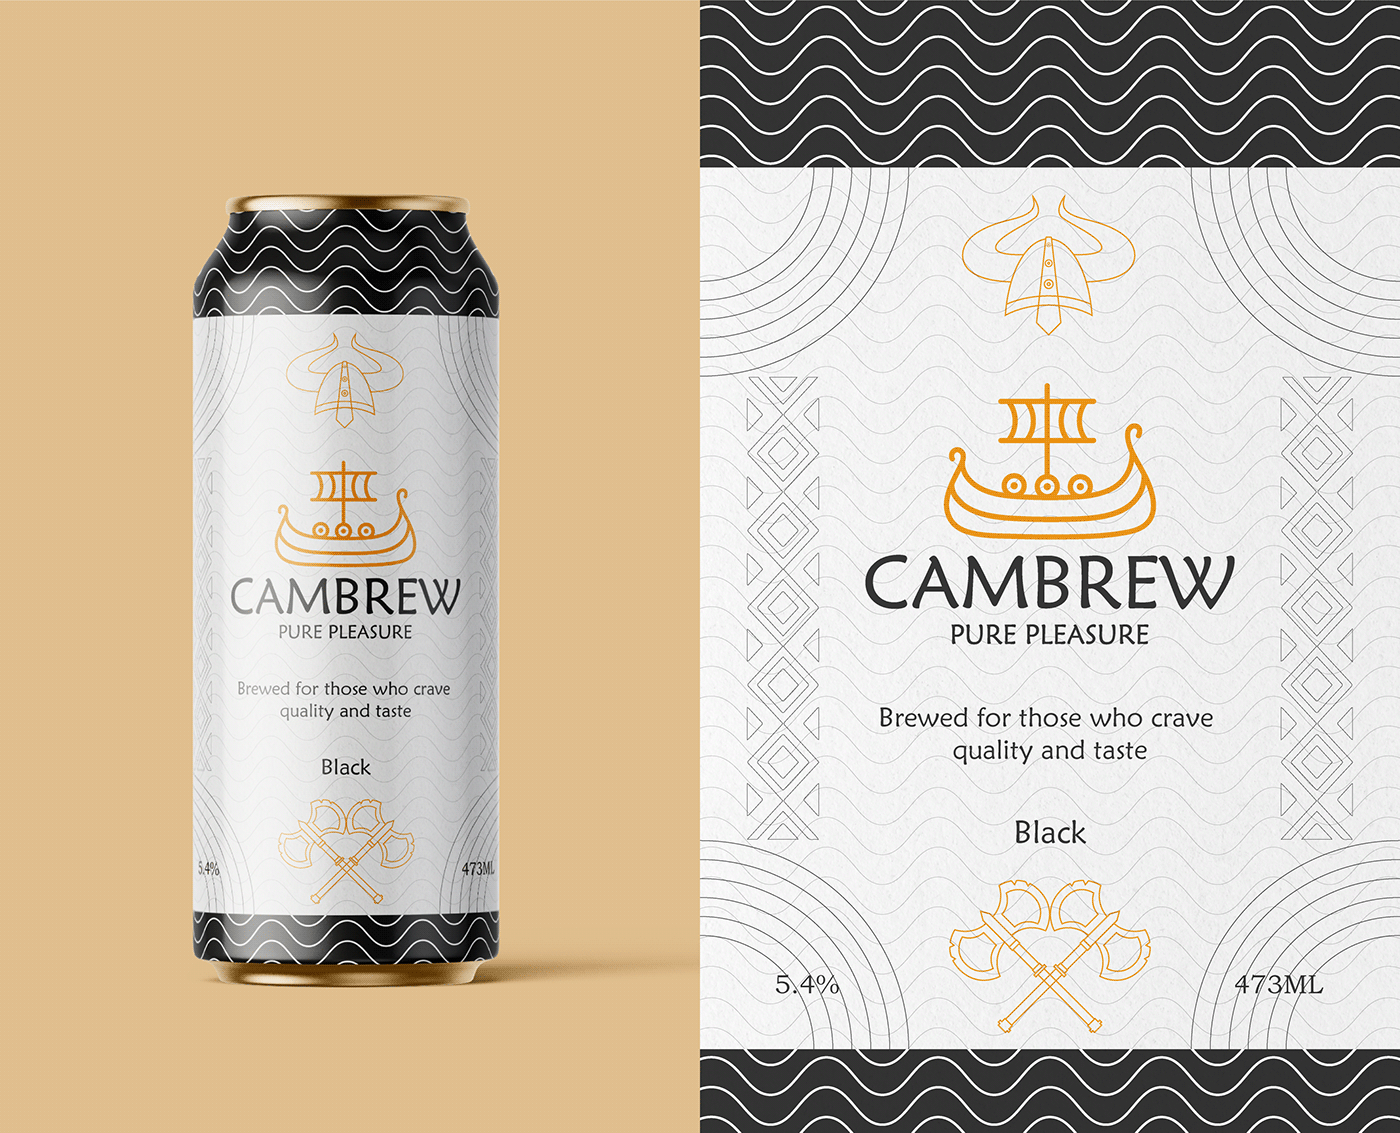 CAMBREW
PURE PLEASURE
Brewed for those who crave
quality and taste
Black
5.4%
473ML
CAMBREW
PURE PLEASURE
Brewed for those who crave
quality and taste
Black
5.4%
473ML